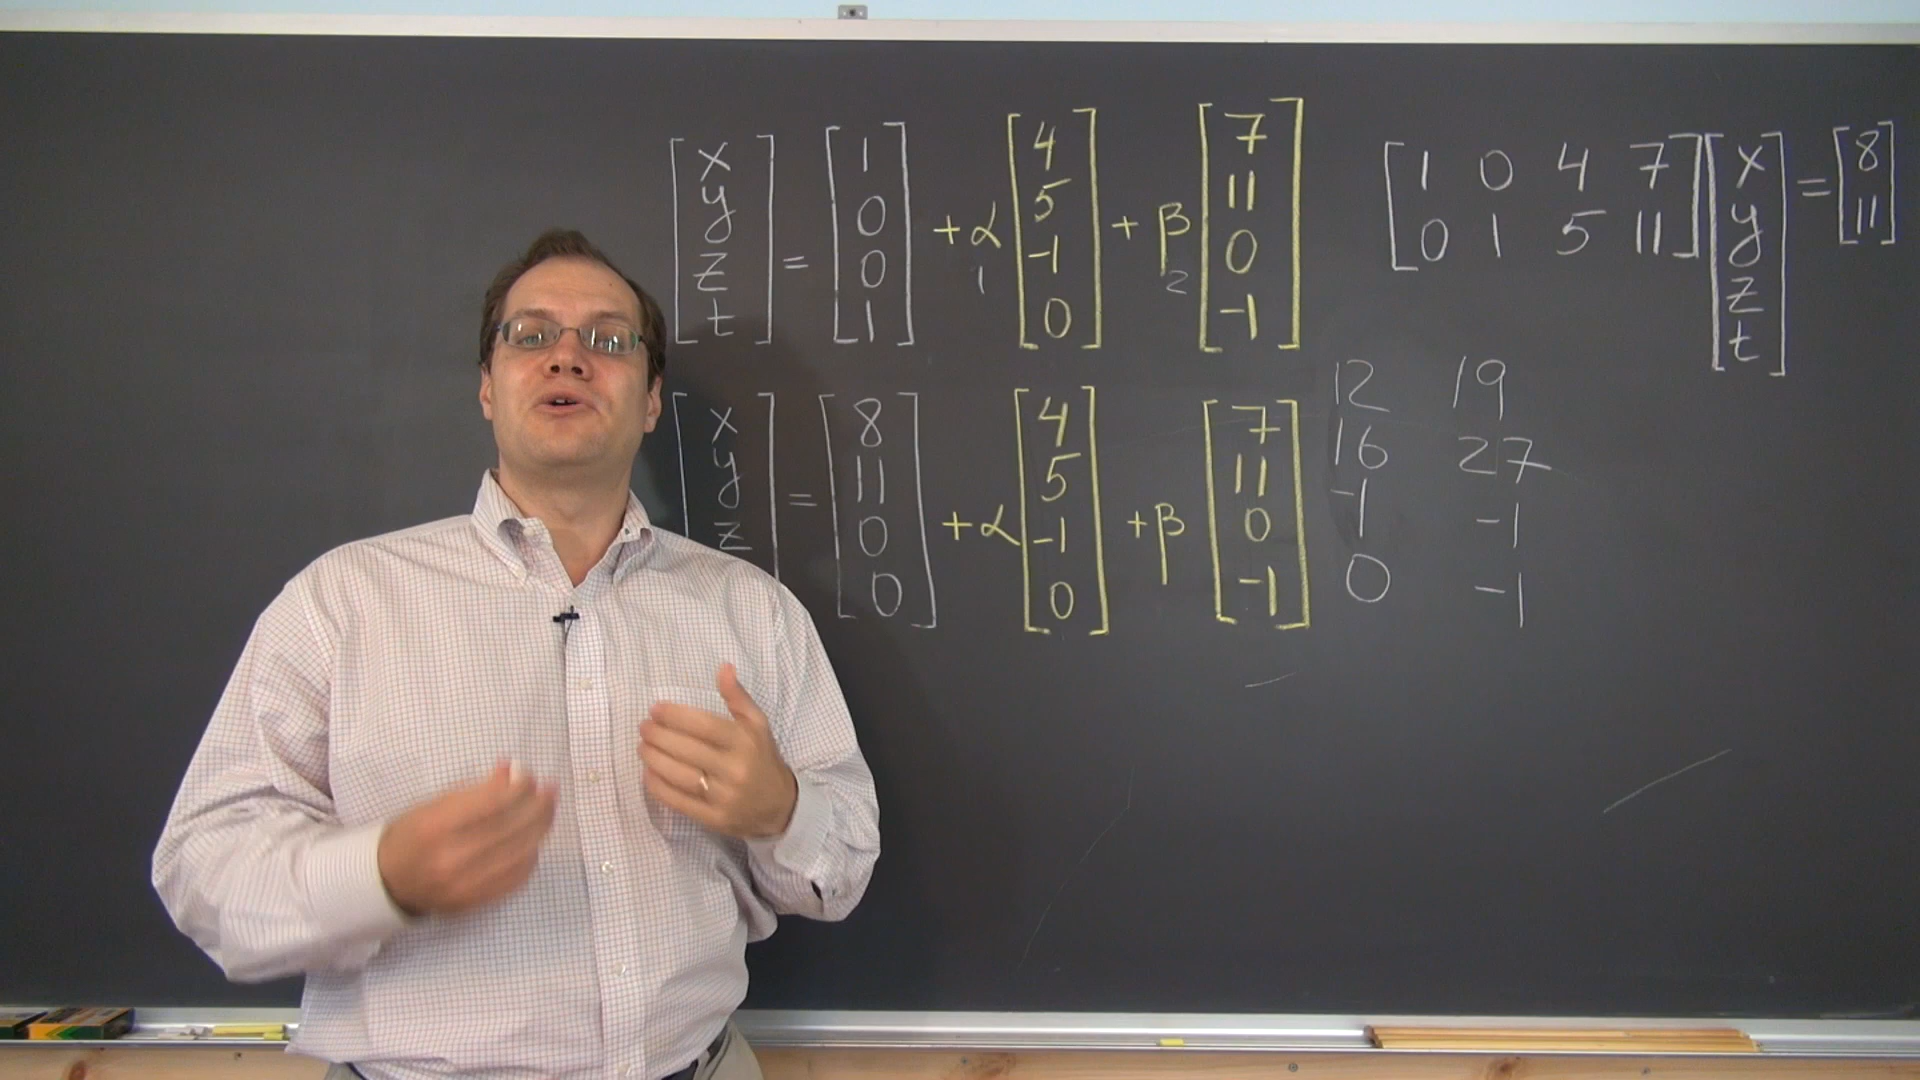 [x y z t] = [1 0 0 1] + α [4 5 -1 0] + β [7 11 0 -1]
1 2
[1 0 4 7] [x y z t] = [8 11]
[0 1 5 11]
[x y z] = [8 11 0 0] + α [4 5 -1 0] + β [7 11 0 -1]
12 19
16 27
-1 -1
0 -1